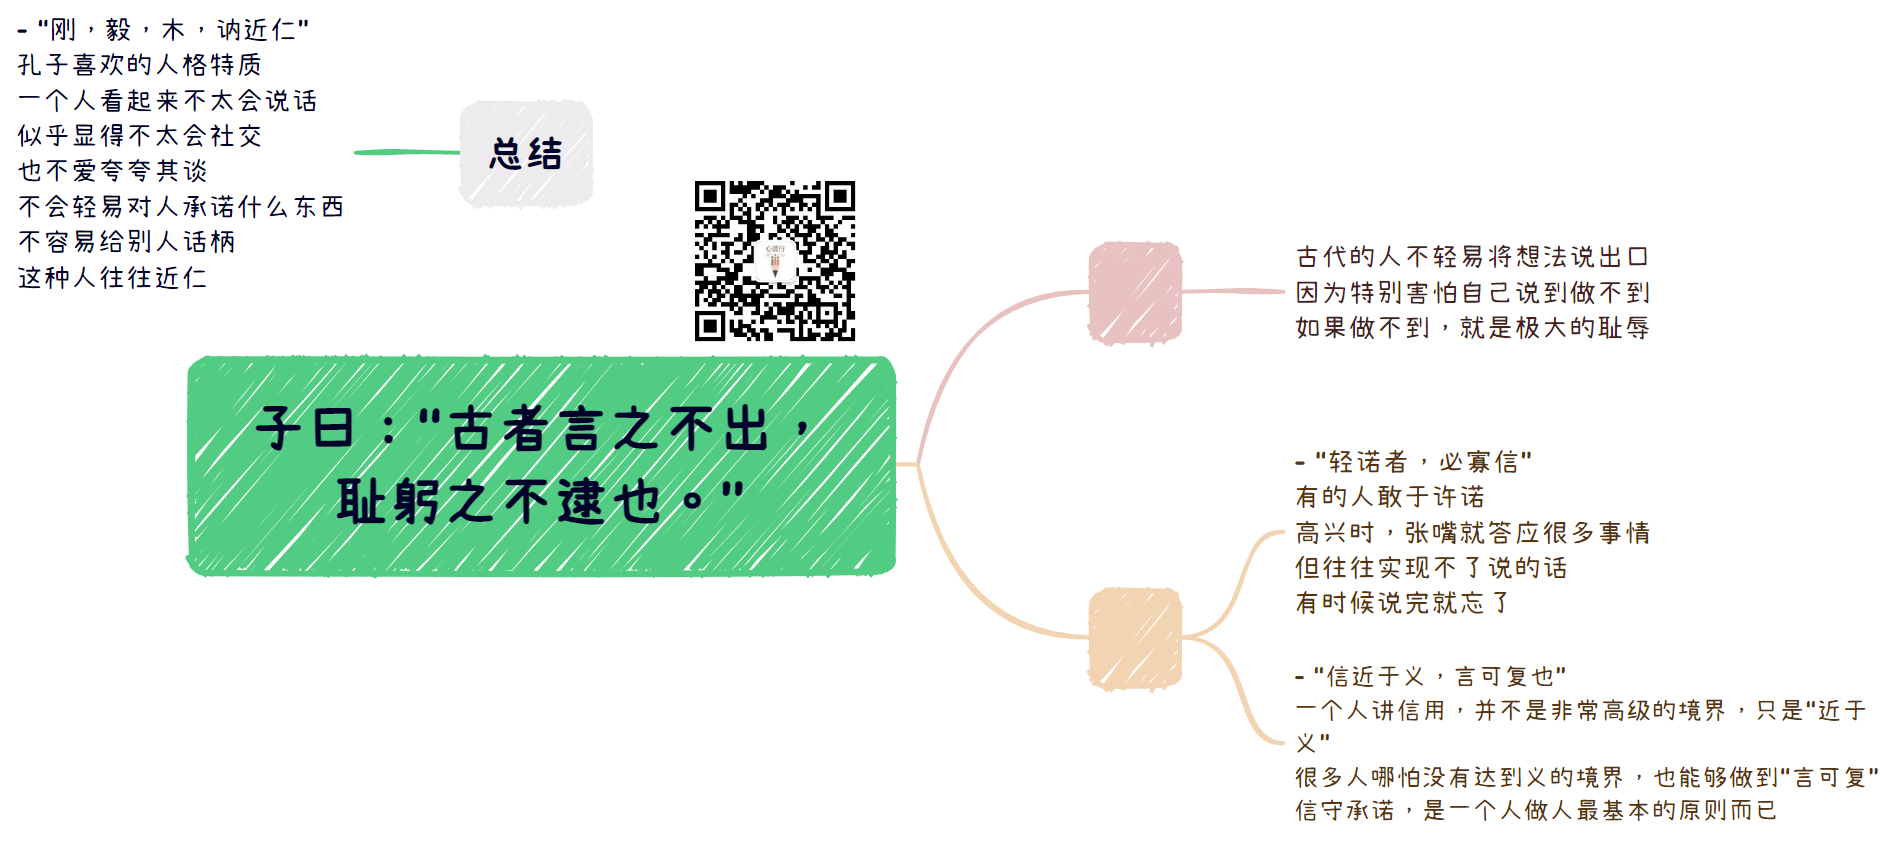 - "刚，毅，木，讷近仁"
孔子喜欢的人格特质
一个人看起来不太会说话
似乎显得不太会社交
也不爱夸夸其谈
不会轻易对人承诺什么东西
不容易给别人话柄
这种人往往近仁
总结
子曰："古者言之不出，
耻躬之不逮也。"
古代的人不轻易将想法说出口
因为特别害怕自己说到做不到
如果做不到，就是极大的耻辱
- "轻诺者，必寡信"
有的人敢于许诺
高兴时，张嘴就答应很多事情
但往往实现不了说的话
有时候说完就忘了
- "信近于义，言可复也"
一个人讲信用，并不是非常高级的境界，只是"近于
义"
很多人哪怕没有达到义的境界，也能够做到"言可复"
信守承诺，是一个人做人最基本的原则而已